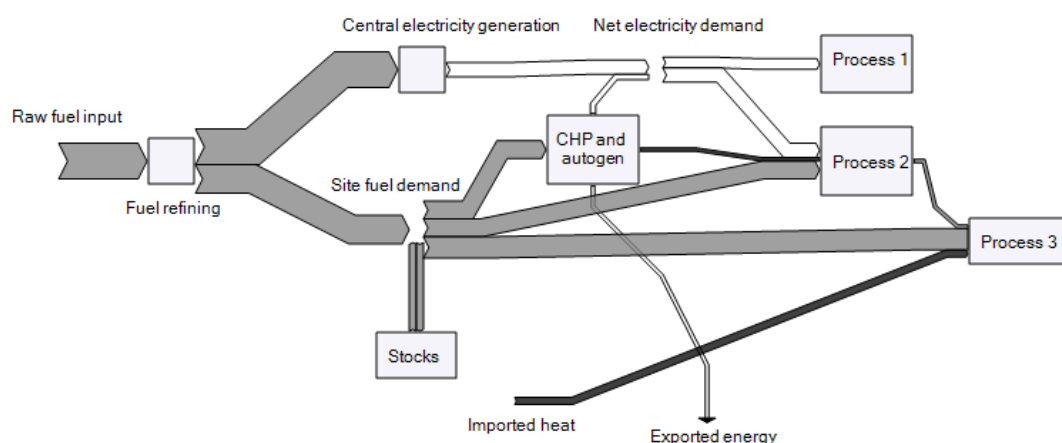 Central electricity generation
Net electricity demand
Process 1
Raw fuel input
CHP and
autogen
Process 2
Site fuel demand
Fuel refining
Process 3
Stocks
Imported heat
Exported energy